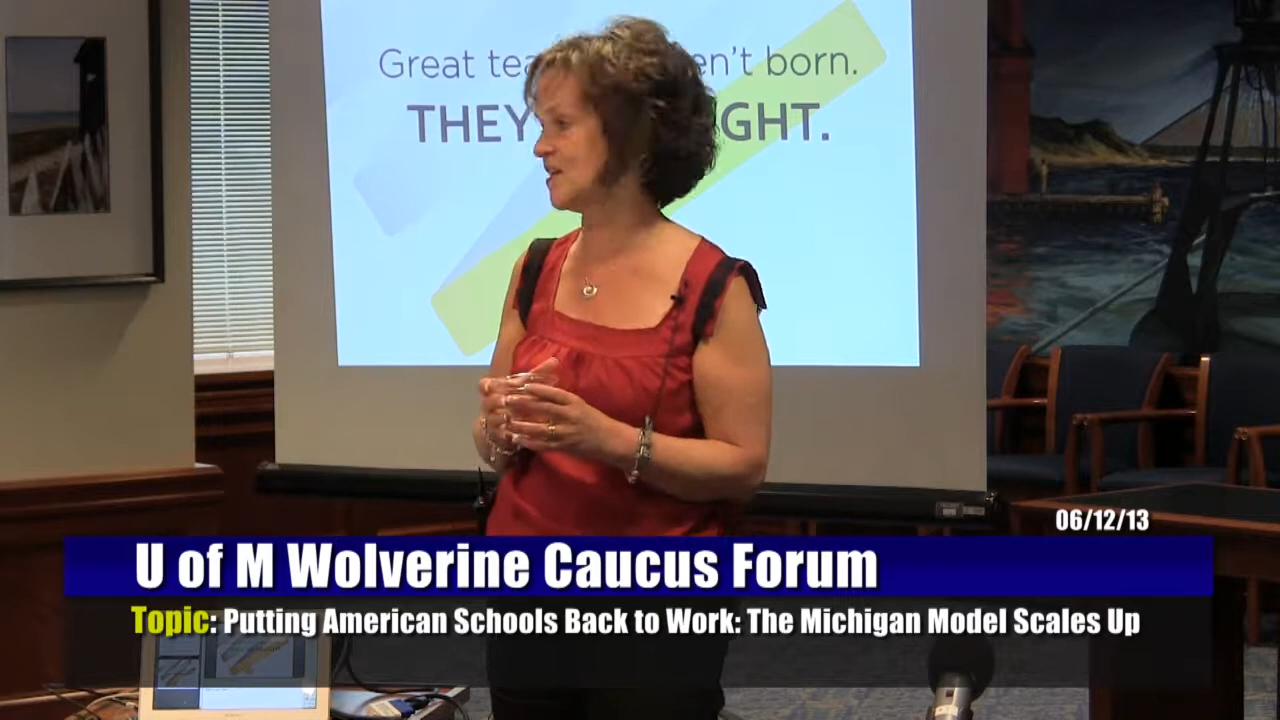 Great tea en't born.
THEY GHT.
06/12/13
U of M Wolverine Caucus Forum
Topic: Putting American Schools Back to Work: The Michigan Model Scales Up